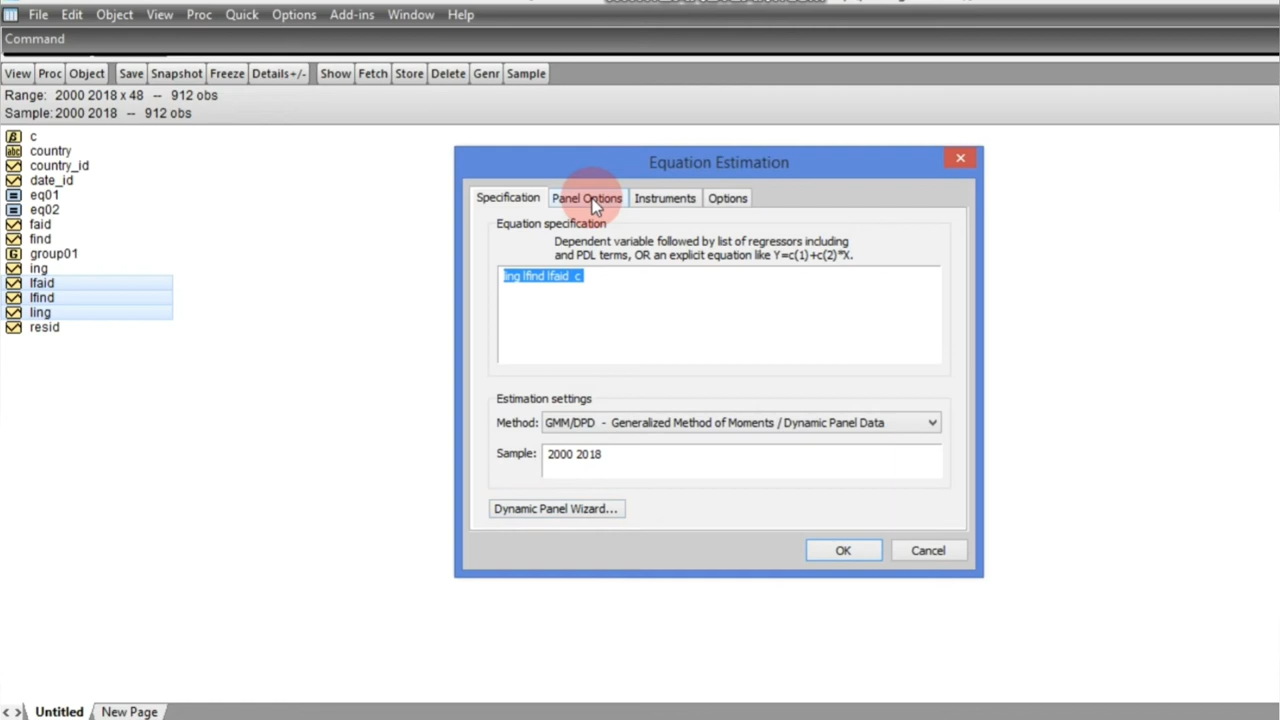 File Edit Object View Proc Quick Options Add-ins Window Help
Command
View Proc Object Save Snapshot Freeze Details+/- Show Fetch Store Delete Genr Sample
Range: 2000 2018 x 48 -- 912 obs
Sample: 2000 2018 -- 912 obs
β c
abc country
country_id
date_id
eq01
eq02
faid
find
G group01
ing
lfaid
lfind
ling
resid
Equation Estimation
Specification Panel Options Instruments Options
Equation specification
Dependent variable followed by list of regressors including
and PDL terms, OR an explicit equation like Y=c(1)+c(2)*X.
ling lfind lfaid c
Estimation settings
Method: GMM/DPD - Generalized Method of Moments / Dynamic Panel Data
Sample: 2000 2018
Dynamic Panel Wizard...
OK Cancel
< > Untitled New Page